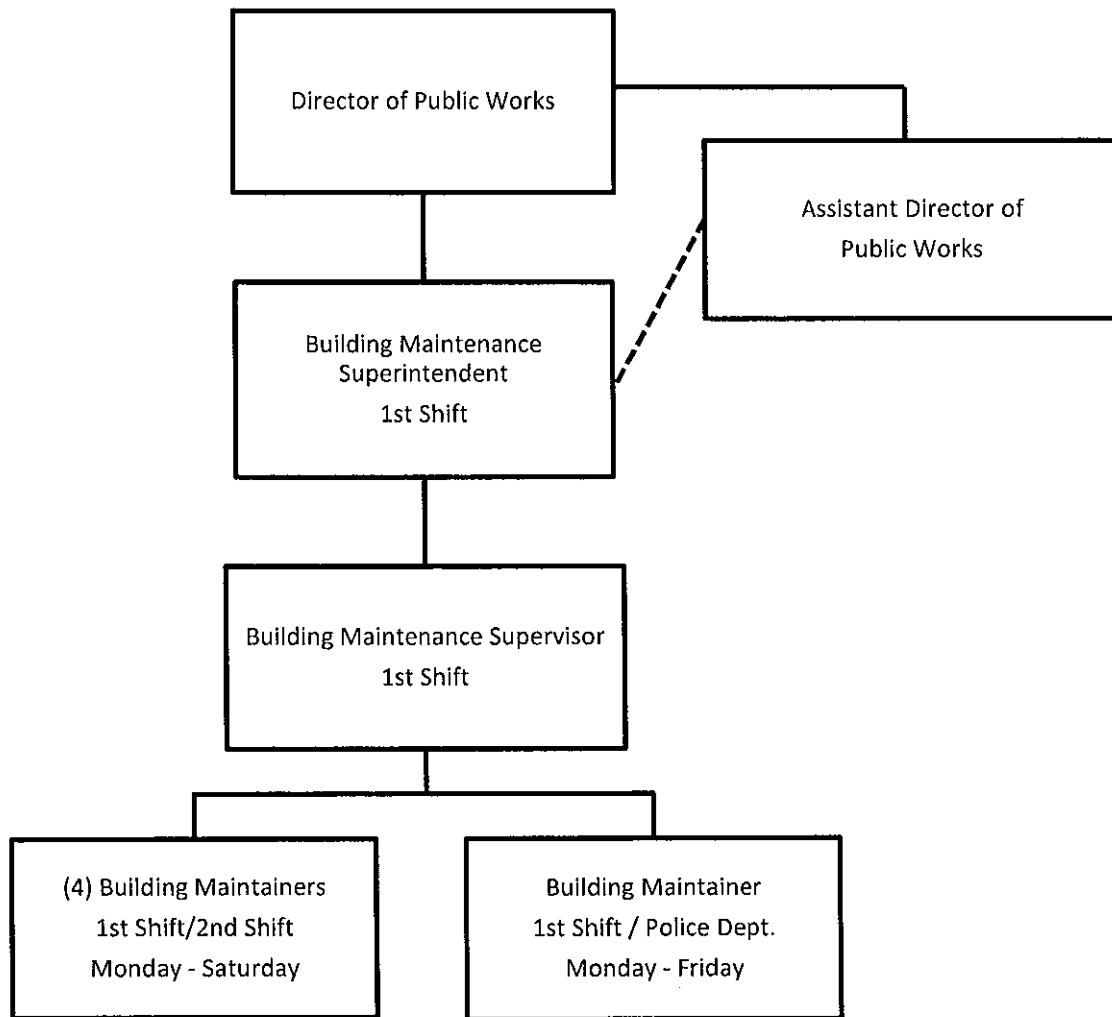 Director of Public Works
Assistant Director of
Public Works
Building Maintenance
Superintendent
1st Shift
Building Maintenance Supervisor
1st Shift
(4) Building Maintainers
1st Shift/2nd Shift
Monday - Saturday
Building Maintainer
1st Shift / Police Dept.
Monday - Friday